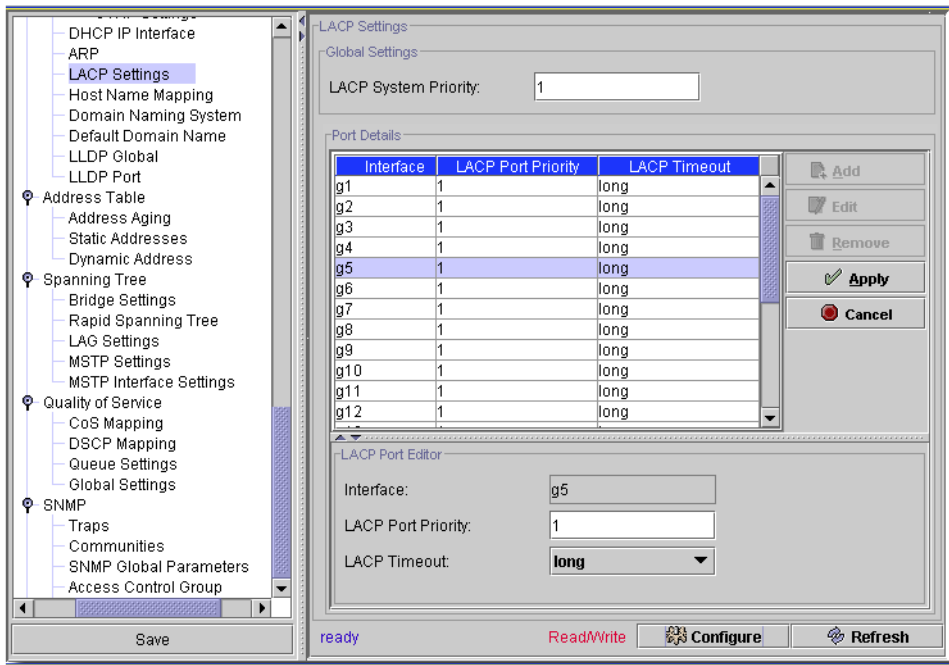 DHCP IP Interface
ARP
LACP Settings
Host Name Mapping
Domain Naming System
Default Domain Name
LLDP Global
LLDP Port
Address Table
Address Aging
Static Addresses
Dynamic Address
Spanning Tree
Bridge Settings
Rapid Spanning Tree
LAG Settings
MSTP Settings
MSTP Interface Settings
Quality of Service
CoS Mapping
DSCP Mapping
Queue Settings
Global Settings
SNMP
Traps
Communities
SNMP Global Parameters
Access Control Group
Save
LACP Settings
Global Settings
LACP System Priority: 1
Port Details
Interface LACP Port Priority LACP Timeout
g1 1 long
g2 1 long
g3 1 long
g4 1 long
g5 1 long
g6 1 long
g7 1 long
g8 1 long
g9 1 long
g10 1 long
g11 1 long
g12 1 long
Add
Edit
Remove
Apply
Cancel
LACP Port Editor
Interface: g5
LACP Port Priority: 1
LACP Timeout: long
ready Read/Write Configure Refresh